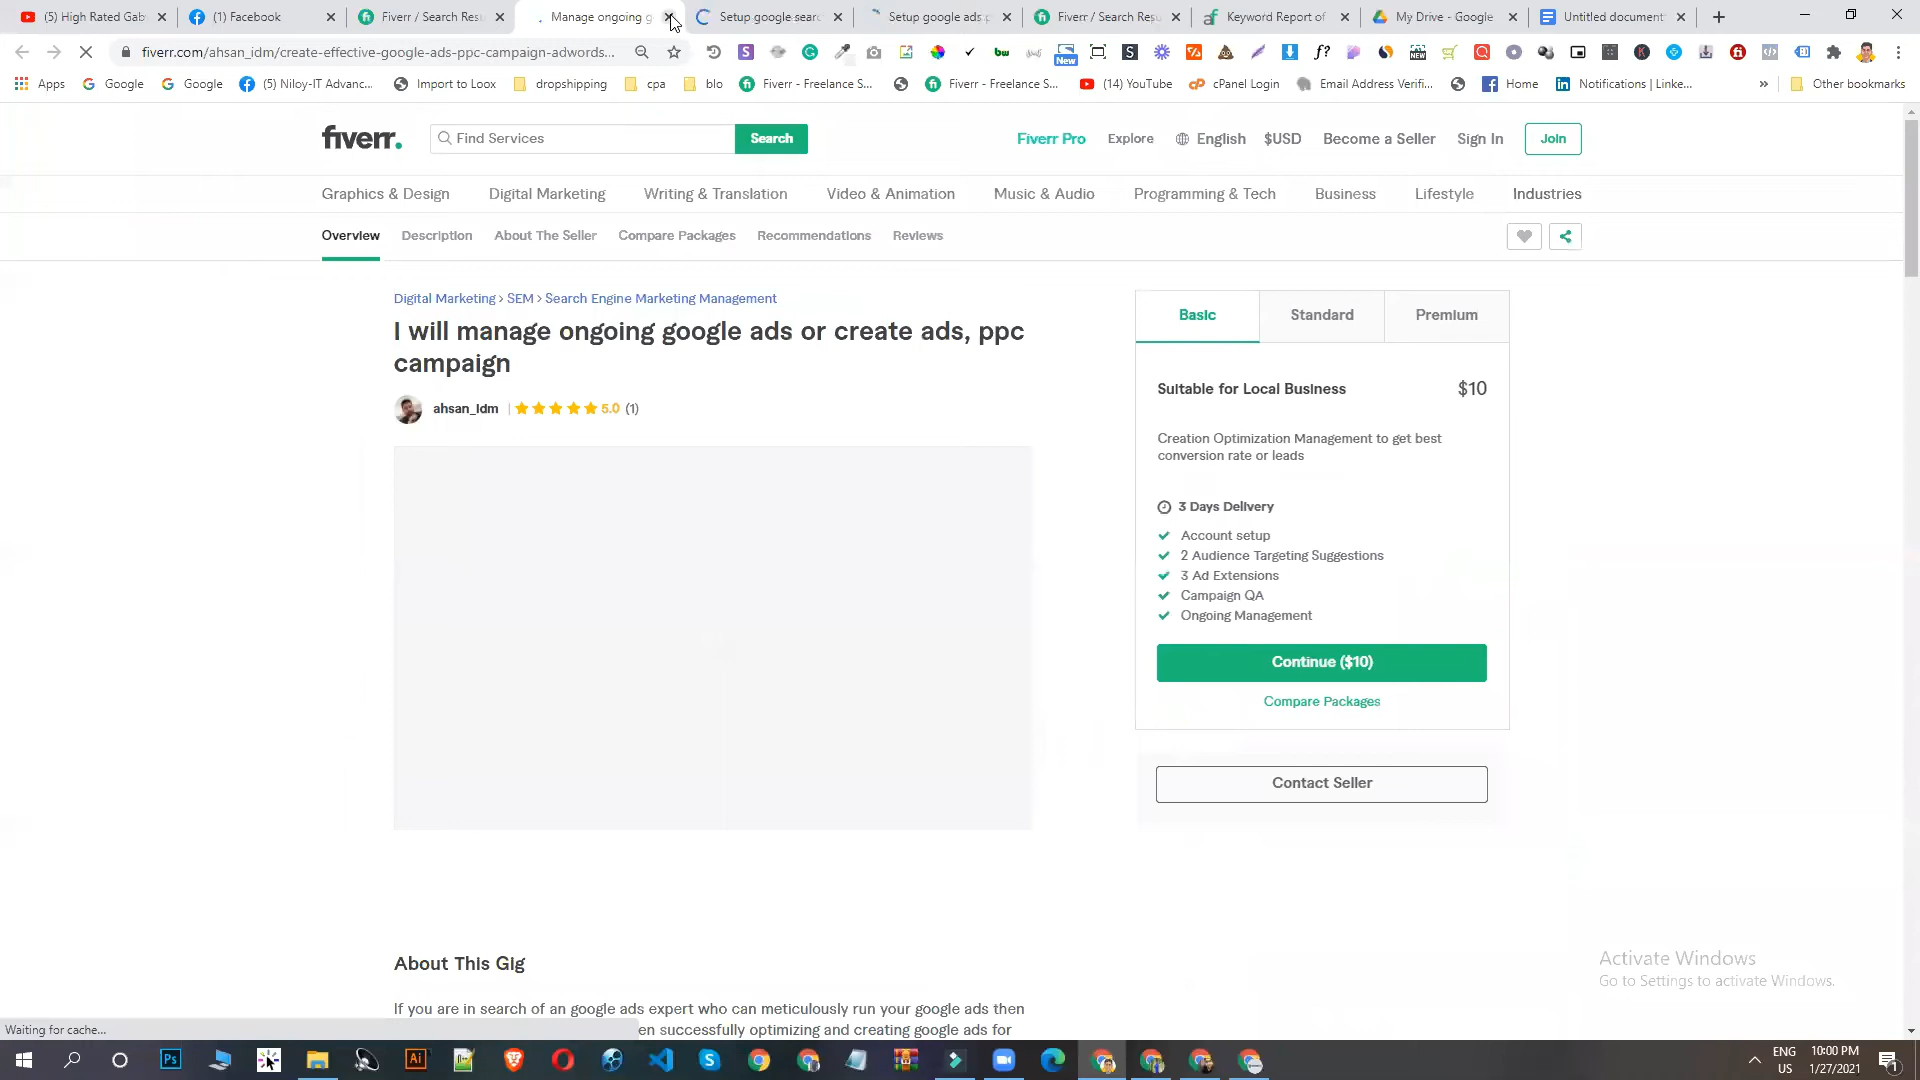 (5) High Rated Gab
(1) Facebook
Fiverr / Search Resu
Manage ongoing g
Setup google sear
Setup google ads p
Fiverr / Search Resu
Keyword Report of
My Drive - Google
Untitled document
fiverr.com/ahsan_idm/create-effective-google-ads-ppc-campaign-adwords...
New
Apps
Google
Google
(5) Niloy-IT Advanc...
Import to Loox
dropshipping
cpa
blo
Fiverr - Freelance S...
Fiverr - Freelance S...
(14) YouTube
cPanel Login
Email Address Verifi...
Home
Notifications | Linke...
Other bookmarks
fiverr.
Find Services
Search
Fiverr Pro
Explore
English
$USD
Become a Seller
Sign In
Join
Graphics & Design
Digital Marketing
Writing & Translation
Video & Animation
Music & Audio
Programming & Tech
Business
Lifestyle
Industries
Overview
Description
About The Seller
Compare Packages
Recommendations
Reviews
Digital Marketing › SEM › Search Engine Marketing Management
I will manage ongoing google ads or create ads, ppc
campaign
ahsan_idm | 5.0 (1)
Basic
Standard
Premium
Suitable for Local Business $10
Creation Optimization Management to get best
conversion rate or leads
3 Days Delivery
Account setup
2 Audience Targeting Suggestions
3 Ad Extensions
Campaign QA
Ongoing Management
Continue ($10)
Compare Packages
Contact Seller
About This Gig
If you are in search of an google ads expert who can meticulously run your google ads then
en successfully optimizing and creating google ads for
Activate Windows
Go to Settings to activate Windows.
Waiting for cache...
ENG
US
10:00 PM
1/27/2021